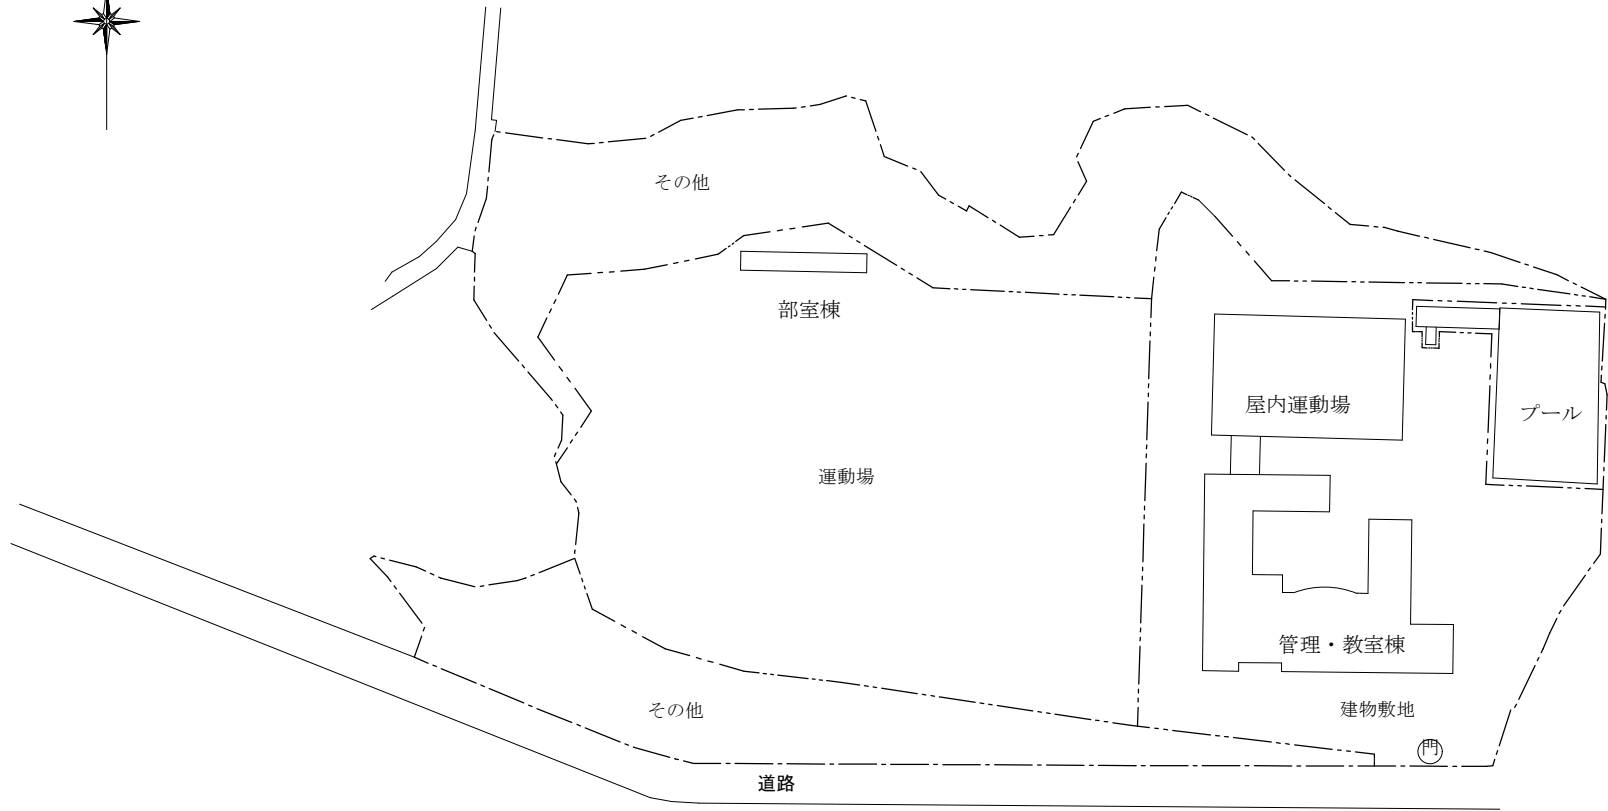 その他
部室棟
屋内運動場
プール
運動場
管理・教室棟
その他
建物敷地
門
道路